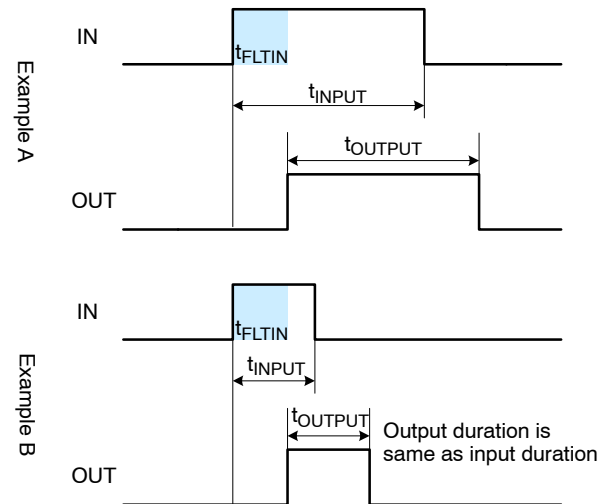 Example A
IN
tFLTIN
tINPUT
tOUTPUT
OUT
Example B
IN
tFLTIN
tINPUT
tOUTPUT
Output duration is
same as input duration
OUT